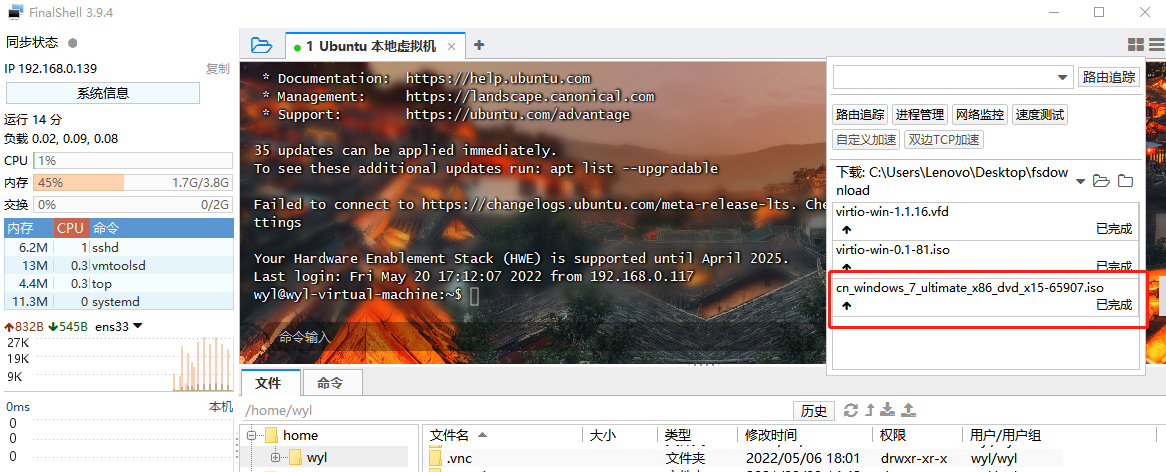 FinalShell 3.9.4
同步状态
IP 192.168.0.139
复制
系统信息
运行 14 分
负载 0.02, 0.09, 0.08
CPU 1%
内存 45% 1.7G/3.8G
交换 0% 0/2G
内存 CPU 命令
6.2M 1 sshd
13M 0.3 vmtoolsd
4.4M 0.3 top
11.3M 0 systemd
832B 545B ens33
27K
19K
9K
0ms 本机
0
0
0
1 Ubuntu 本地虚拟机
* Documentation: https://help.ubuntu.com
* Management: https://landscape.canonical.com
* Support: https://ubuntu.com/advantage
35 updates can be applied immediately.
To see these additional updates run: apt list --upgradable
Failed to connect to https://changelogs.ubuntu.com/meta-release-lts. Che
ttings
Your Hardware Enablement Stack (HWE) is supported until April 2025.
Last login: Fri May 20 17:12:07 2022 from 192.168.0.117
wyl@wyl-virtual-machine:~$
命令输入
路由追踪
路由追踪 进程管理 网络监控 速度测试
自定义加速 双边TCP加速
下载: C:\Users\Lenovo\Desktop\fsdow
nload
virtio-win-1.1.16.vfd
已完成
virtio-win-0.1-81.iso
已完成
cn_windows_7_ultimate_x86_dvd_x15-65907.iso
已完成
文件 命令
/home/wyl
历史
home
wyl
文件名 大小 类型 修改时间 权限 用户/用户组
.vnc 文件夹 2022/05/06 18:01 drwxr-xr-x wyl/wyl